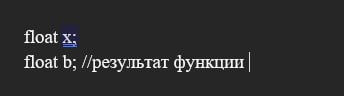 float x;
float b; //результат функции